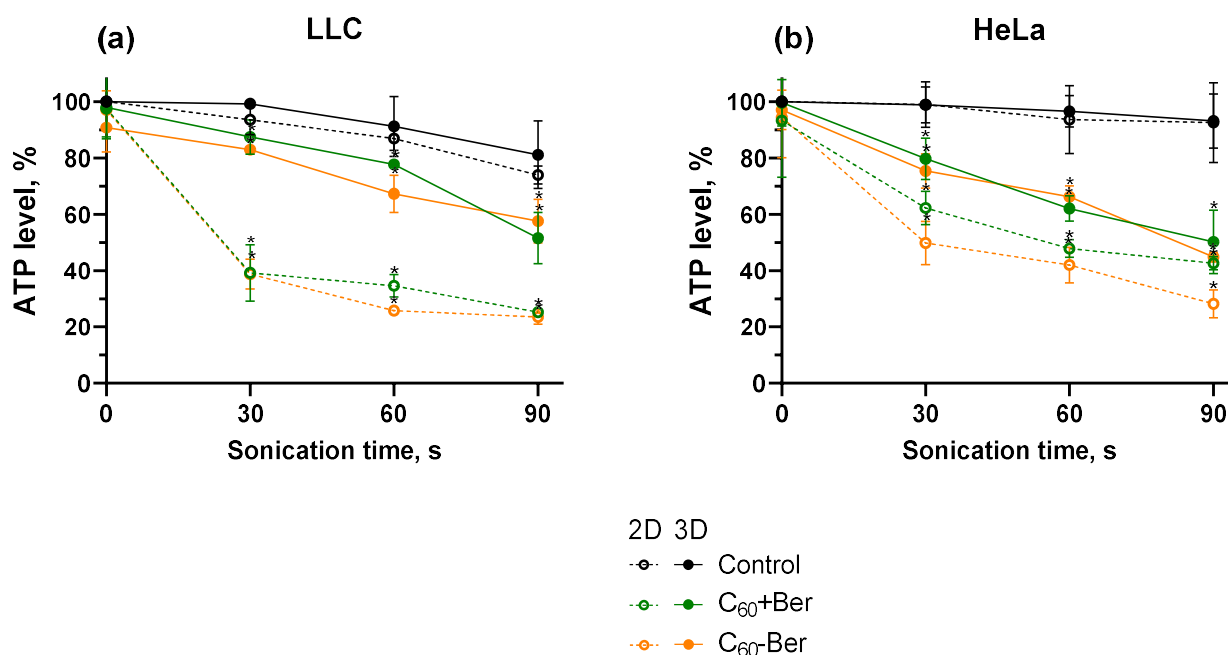 (a) LLC
ATP level, %
100
80
60
40
20
0
0 30 60 90
Sonication time, s
(b) HeLa
ATP level, %
100
80
60
40
20
0
0 30 60 90
Sonication time, s
2D 3D
Control
C60+Ber
C60-Ber